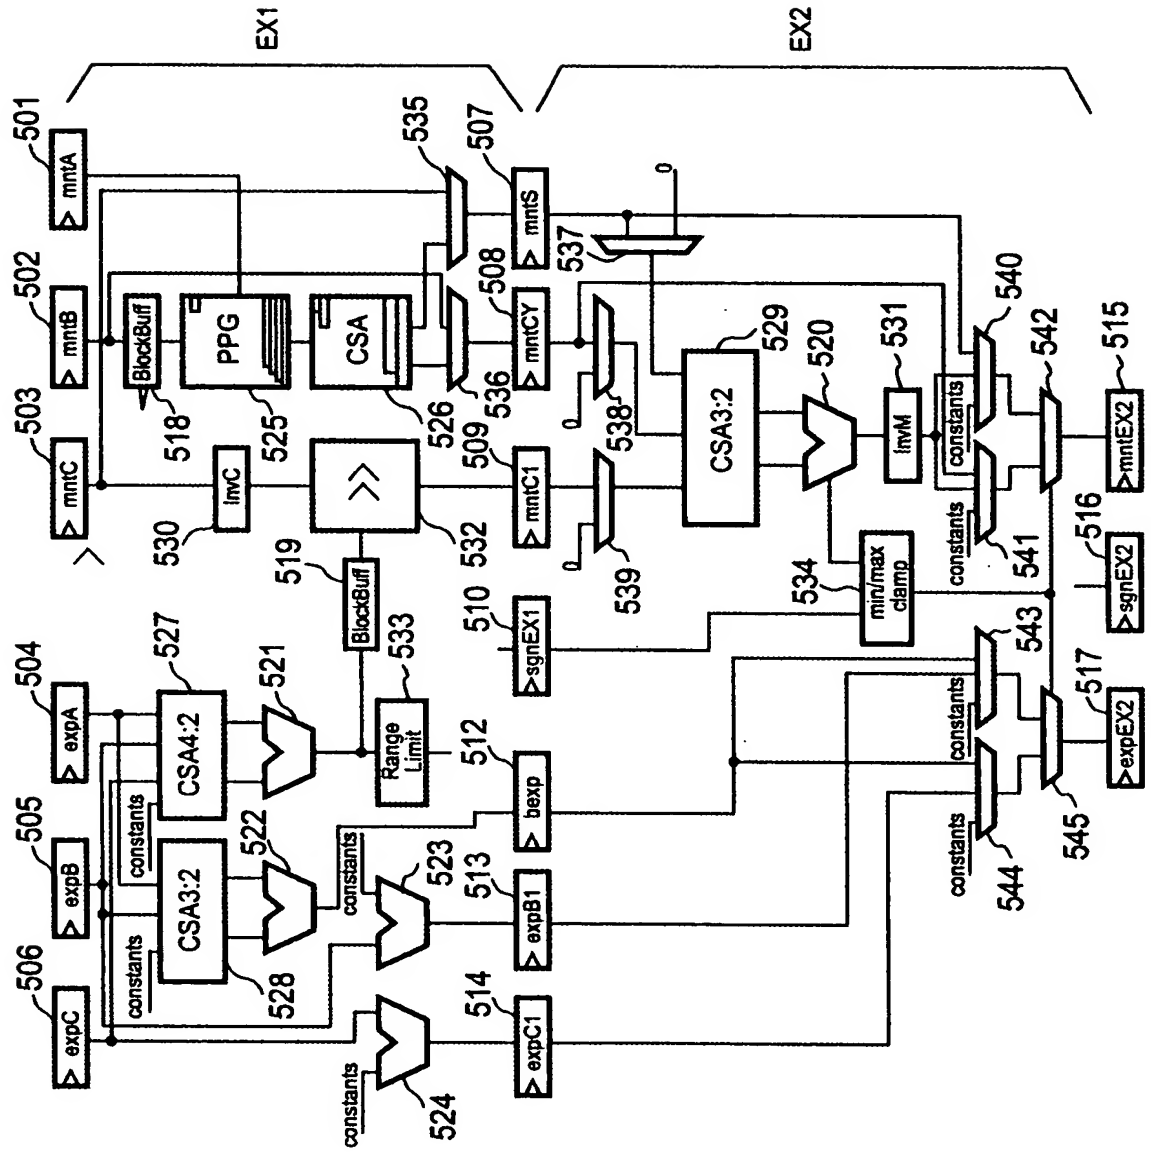 EX1
EX2
501
mntA
502
mntB
503
mntC
504
expA
505
expB
506
expC
BlockBuff
518
PPG
525
CSA
526
535
536
InvC
530
>>
532
BlockBuff
519
533
Range
Limit
527
CSA4:2
constants
521
CSA3:2
constants
528
522
constants
523
constants
524
507
mntS
508
mntCY
509
mntC1
510
sgnEX1
512
bexp
513
expB1
514
expC1
0
537
0
538
0
539
CSA3:2
529
520
InvM
531
534
min/max
clamp
constants
540
constants
541
542
constants
543
constants
544
545
515
mntEX2
516
sgnEX2
517
expEX2